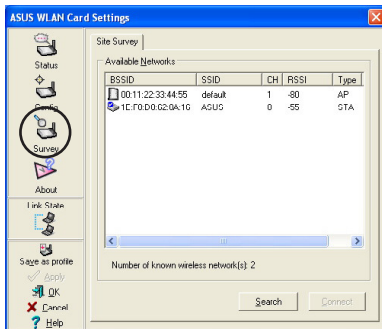 ASUS WLAN Card Settings
Status
Config
Survey
About
Link State
Save as profile
Apply
OK
Cancel
Help
Site Survey
Available Networks
BSSID SSID CH RSSI Type
00:11:22:33:44:55 default 1 -80 AP
1E:F0:D0:62:0A:16 ASUS 0 -55 STA
Number of known wireless network(s): 2
Search Connect